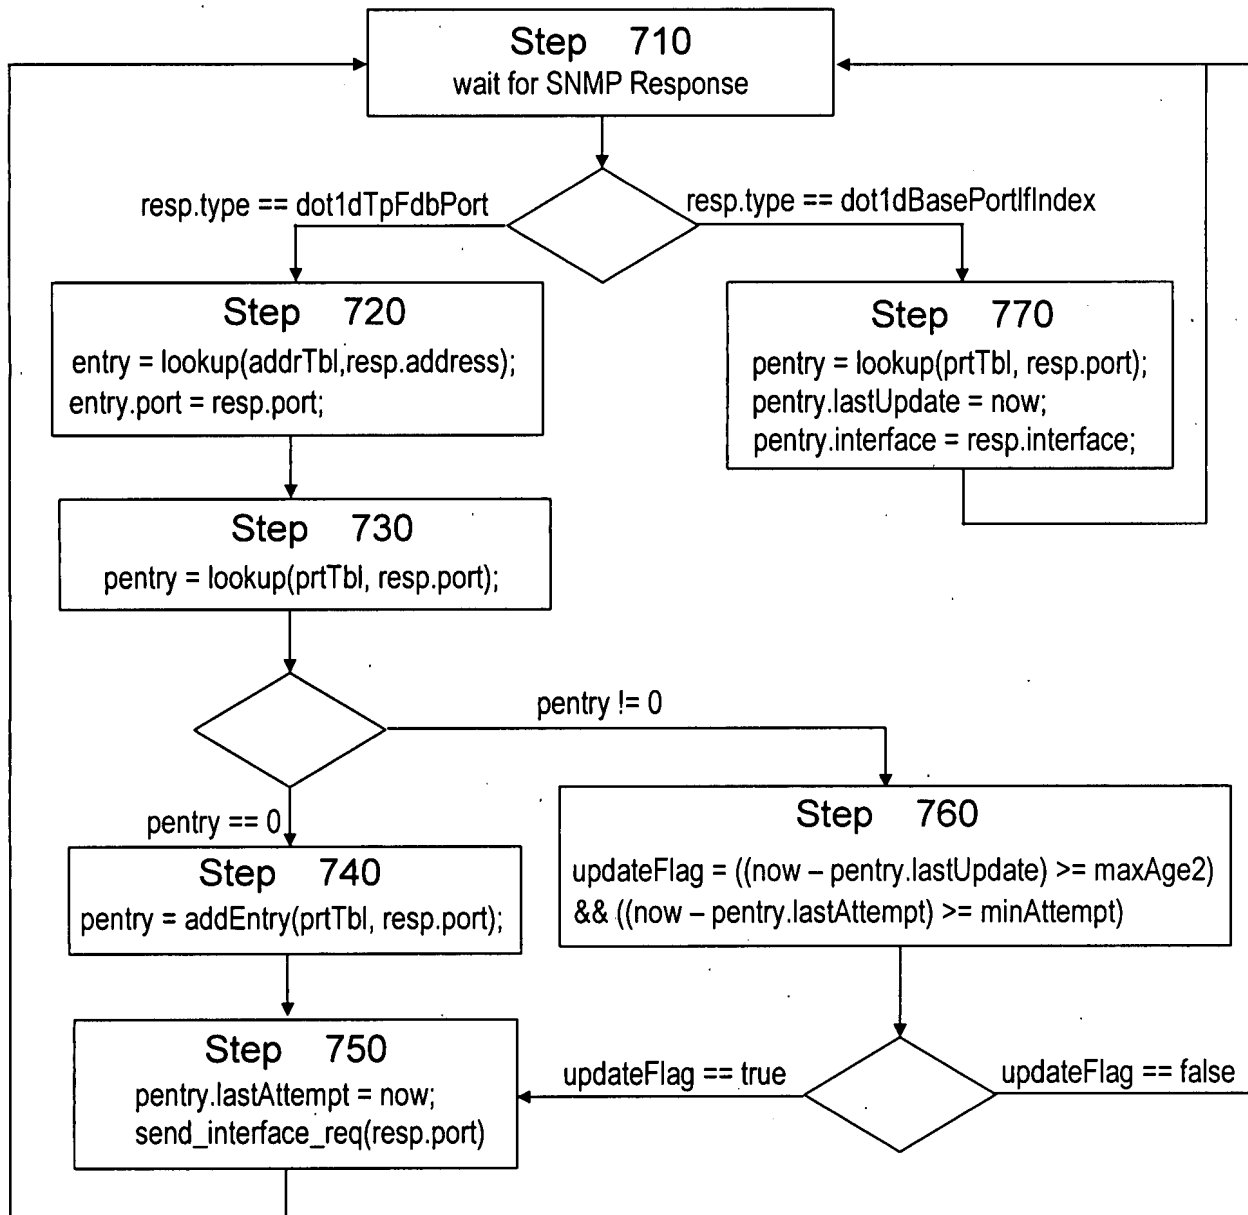 Step 710
wait for SNMP Response
resp.type == dot1dTpFdbPort
resp.type == dot1dBasePortIfIndex
Step 720
entry = lookup(addrTbl,resp.address);
entry.port = resp.port;
Step 770
pentry = lookup(prtTbl, resp.port);
pentry.lastUpdate = now;
pentry.interface = resp.interface;
Step 730
pentry = lookup(prtTbl, resp.port);
pentry != 0
pentry == 0
Step 760
updateFlag = ((now – pentry.lastUpdate) >= maxAge2)
&& ((now – pentry.lastAttempt) >= minAttempt)
Step 740
pentry = addEntry(prtTbl, resp.port);
Step 750
pentry.lastAttempt = now;
send_interface_req(resp.port)
updateFlag == true
updateFlag == false